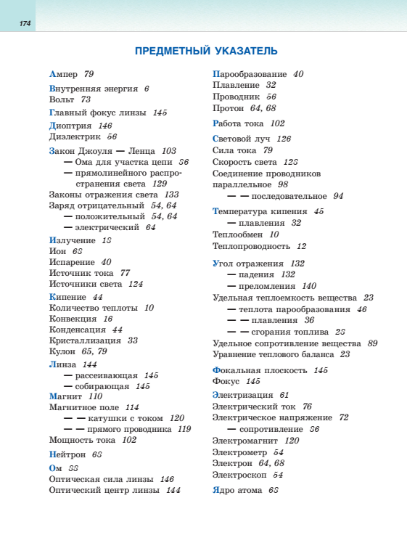 174
ПРЕДМЕТНЫЙ УКАЗАТЕЛЬ
Ампер 79
Внутренняя энергия 6
Вольт 73
Главный фокус линзы 145
Диоптрия 146
Диэлектрик 56
Закон Джоуля — Ленца 103
— Ома для участка цепи 86
— прямолинейного распро-
странения света 129
Законы отражения света 133
Заряд отрицательный 54, 64
— положительный 54, 64
— электрический 64
Излучение 18
Ион 68
Испарение 40
Источник тока 77
Источники света 124
Кипение 44
Количество теплоты 10
Конвекция 16
Конденсация 44
Кристаллизация 33
Кулон 65, 79
Линза 144
— рассеивающая 145
— собирающая 145
Магнит 110
Магнитное поле 114
— — катушки с током 120
— — прямого проводника 119
Мощность тока 102
Нейтрон 68
Ом 88
Оптическая сила линзы 146
Оптический центр линзы 144
Парообразование 40
Плавление 32
Проводник 56
Протон 64, 68
Работа тока 102
Световой луч 126
Сила тока 79
Скорость света 128
Соединение проводников
параллельное 98
— — последовательное 94
Температура кипения 45
— плавления 32
Теплообмен 10
Теплопроводность 12
Угол отражения 132
— падения 132
— преломления 140
Удельная теплоемкость вещества 23
— теплота парообразования 46
— — плавления 36
— — сгорания топлива 28
Удельное сопротивление вещества 89
Уравнение теплового баланса 23
Фокальная плоскость 145
Фокус 145
Электризация 61
Электрический ток 76
Электрическое напряжение 72
— сопротивление 86
Электромагнит 120
Электрометр 54
Электрон 64, 68
Электроскоп 54
Ядро атома 68